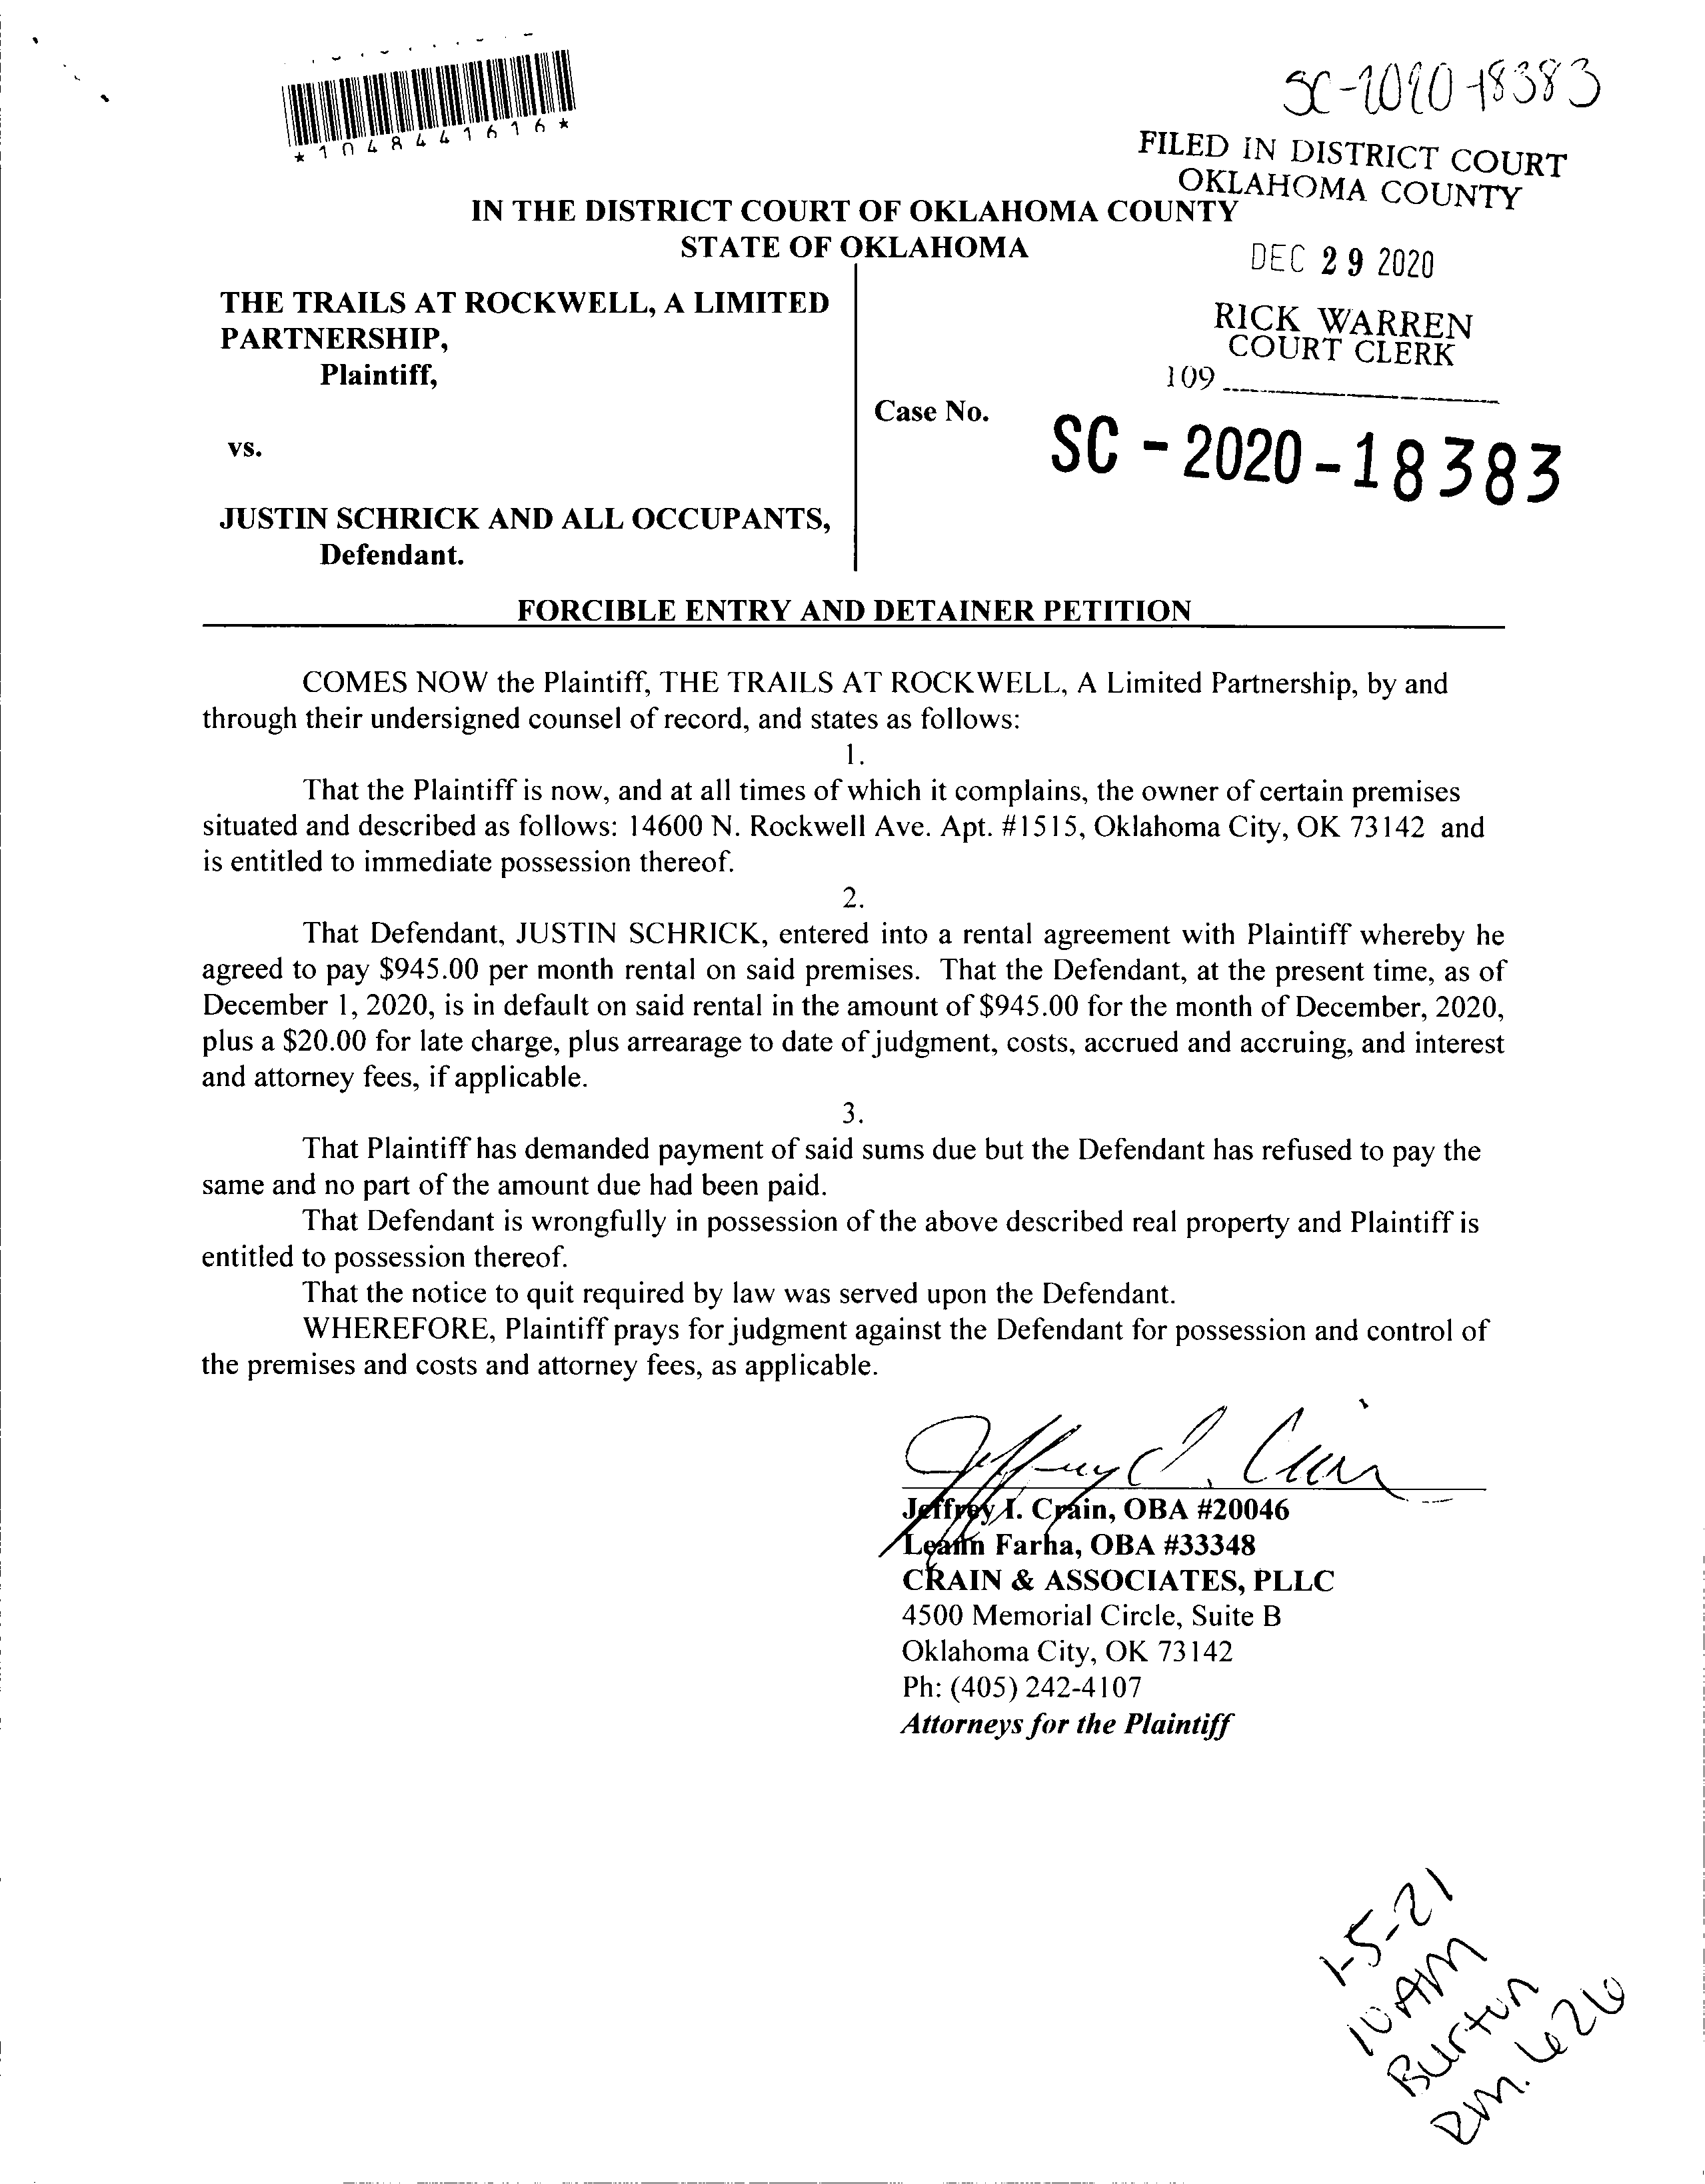 *1048441616*
SC-2020-18383
FILED IN DISTRICT COURT
OKLAHOMA COUNTY
IN THE DISTRICT COURT OF OKLAHOMA COUNTY
STATE OF OKLAHOMA
DEC 29 2020
RICK WARREN
COURT CLERK
109
THE TRAILS AT ROCKWELL, A LIMITED
PARTNERSHIP,
Plaintiff,
Case No.
SC-2020-18383
vs.
JUSTIN SCHRICK AND ALL OCCUPANTS,
Defendant.
FORCIBLE ENTRY AND DETAINER PETITION
COMES NOW the Plaintiff, THE TRAILS AT ROCKWELL, A Limited Partnership, by and
through their undersigned counsel of record, and states as follows:
1.
That the Plaintiff is now, and at all times of which it complains, the owner of certain premises
situated and described as follows: 14600 N. Rockwell Ave. Apt. #1515, Oklahoma City, OK 73142 and
is entitled to immediate possession thereof.
2.
That Defendant, JUSTIN SCHRICK, entered into a rental agreement with Plaintiff whereby he
agreed to pay $945.00 per month rental on said premises. That the Defendant, at the present time, as of
December 1, 2020, is in default on said rental in the amount of $945.00 for the month of December, 2020,
plus a $20.00 for late charge, plus arrearage to date of judgment, costs, accrued and accruing, and interest
and attorney fees, if applicable.
3.
That Plaintiff has demanded payment of said sums due but the Defendant has refused to pay the
same and no part of the amount due had been paid.
That Defendant is wrongfully in possession of the above described real property and Plaintiff is
entitled to possession thereof.
That the notice to quit required by law was served upon the Defendant.
WHEREFORE, Plaintiff prays for judgment against the Defendant for possession and control of
the premises and costs and attorney fees, as applicable.
Jeffrey I. Crain
Jeffrey I. Crain, OBA #20046
Leann Farha, OBA #33348
CRAIN & ASSOCIATES, PLLC
4500 Memorial Circle, Suite B
Oklahoma City, OK 73142
Ph: (405) 242-4107
Attorneys for the Plaintiff
1-5-21
10AM
Burton
Rm. 626